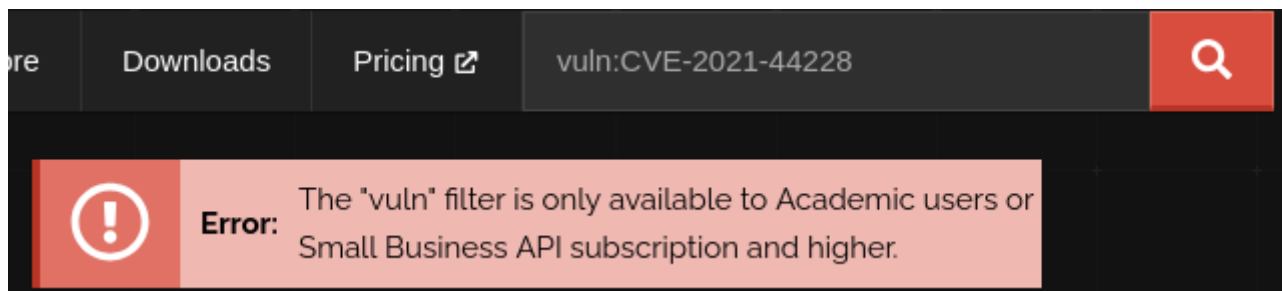 ore Downloads Pricing vuln:CVE-2021-44228
Error: The "vuln" filter is only available to Academic users or
Small Business API subscription and higher.